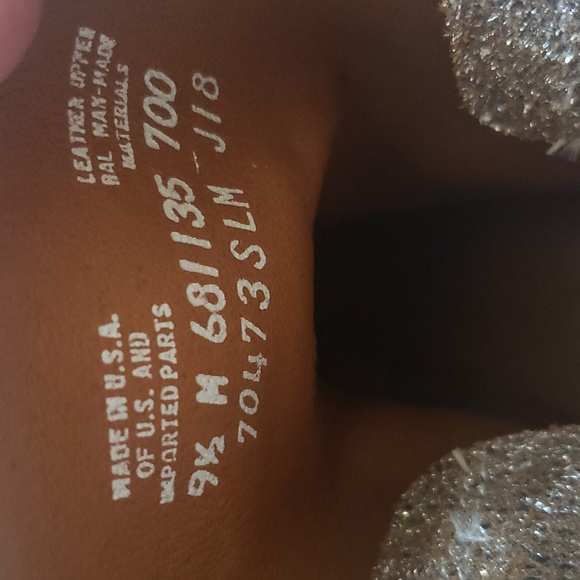 MADE IN U.S.A.
OF U.S. AND
IMPORTED PARTS
LEATHER UPPER
BAL MAN-MADE
MATERIALS
9½ M 681135 700
70473SLM J18